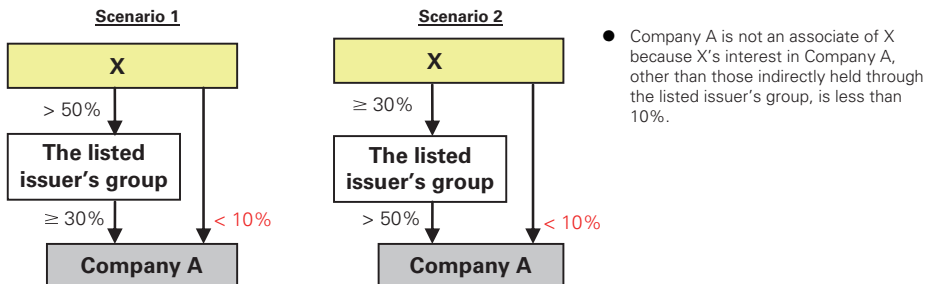 Scenario 1
X
> 50%
The listed
issuer's group
≥ 30%
< 10%
Company A
Scenario 2
X
≥ 30%
The listed
issuer's group
> 50%
< 10%
Company A
● Company A is not an associate of X
because X's interest in Company A,
other than those indirectly held through
the listed issuer's group, is less than
10%.